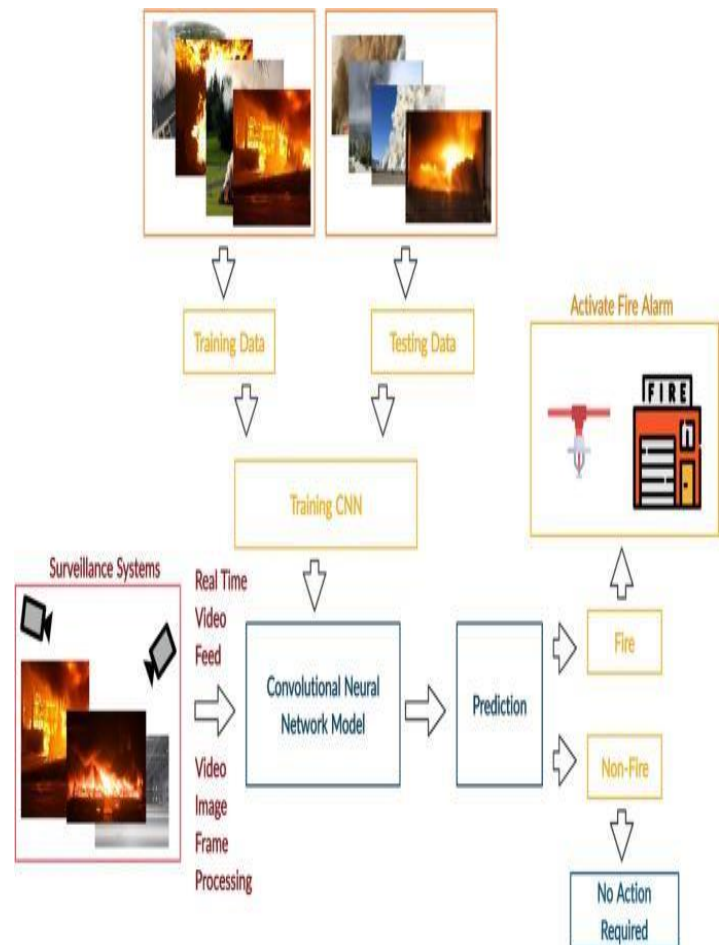 Training Data
Testing Data
Activate Fire Alarm
FIRE
Training CNN
Surveillance Systems
Real Time
Video
Feed
Video
Image
Frame
Processing
Convolutional Neural
Network Model
Prediction
Fire
Non-Fire
No Action
Required